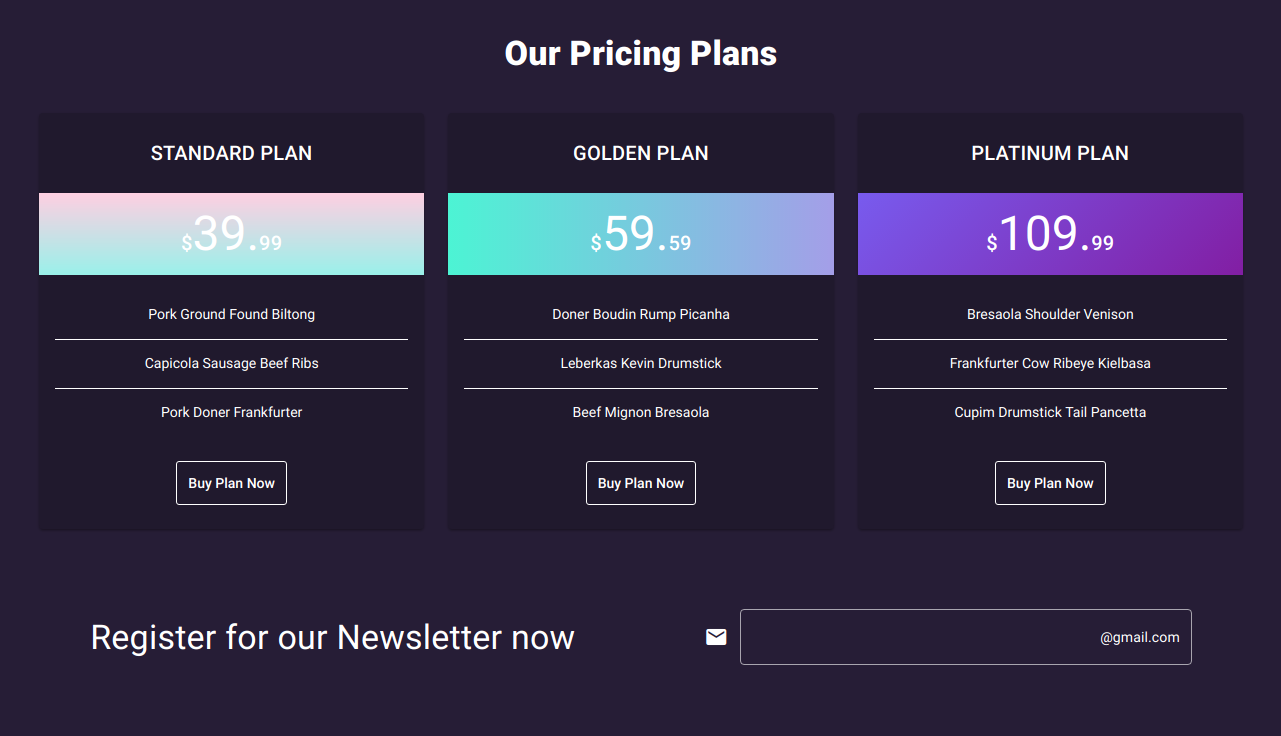 Our Pricing Plans
STANDARD PLAN
$39.99
Pork Ground Found Biltong
Capicola Sausage Beef Ribs
Pork Doner Frankfurter
Buy Plan Now
GOLDEN PLAN
$59.59
Doner Boudin Rump Picanha
Leberkas Kevin Drumstick
Beef Mignon Bresaola
Buy Plan Now
PLATINUM PLAN
$109.99
Bresaola Shoulder Venison
Frankfurter Cow Ribeye Kielbasa
Cupim Drumstick Tail Pancetta
Buy Plan Now
Register for our Newsletter now
@gmail.com